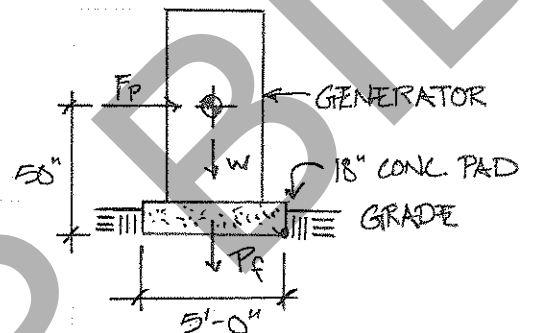 Fp
GENERATOR
50"
W
18" CONC. PAD
GRADE
Pf
5'-0"